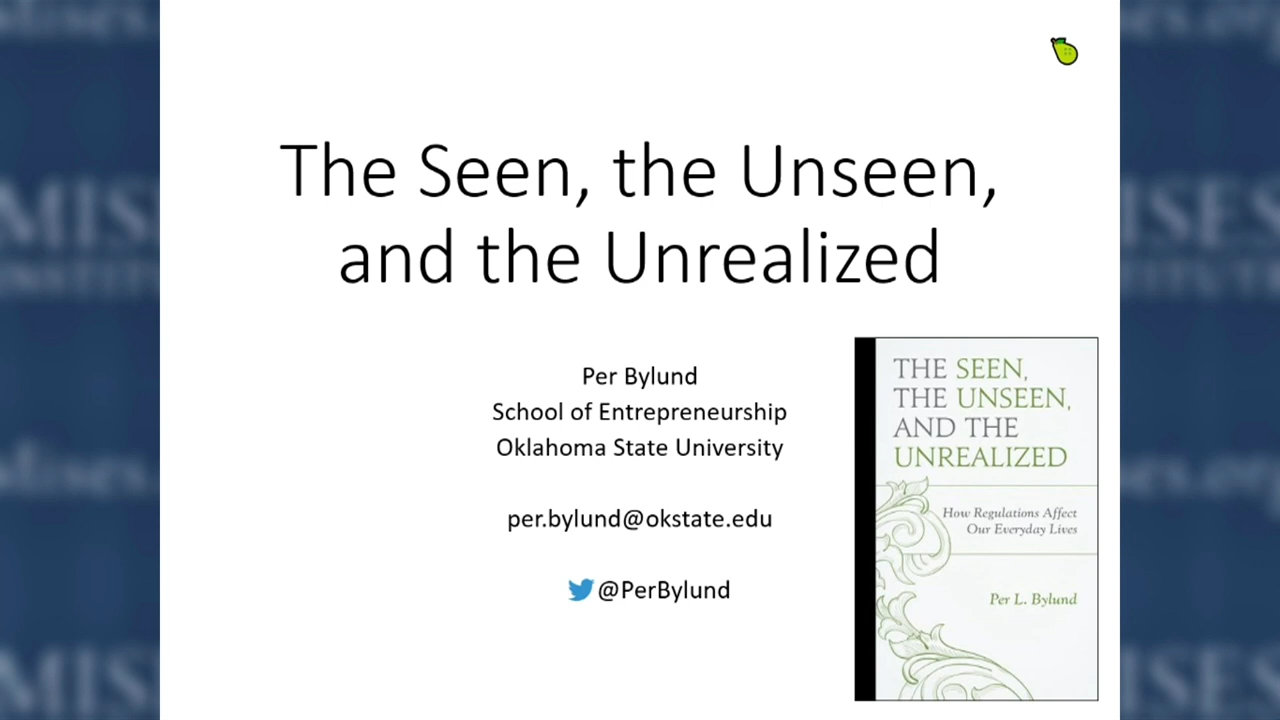 The Seen, the Unseen,
and the Unrealized
Per Bylund
School of Entrepreneurship
Oklahoma State University
per.bylund@okstate.edu
@PerBylund
THE SEEN,
THE UNSEEN,
AND THE
UNREALIZED
How Regulations Affect
Our Everyday Lives
Per L. Bylund